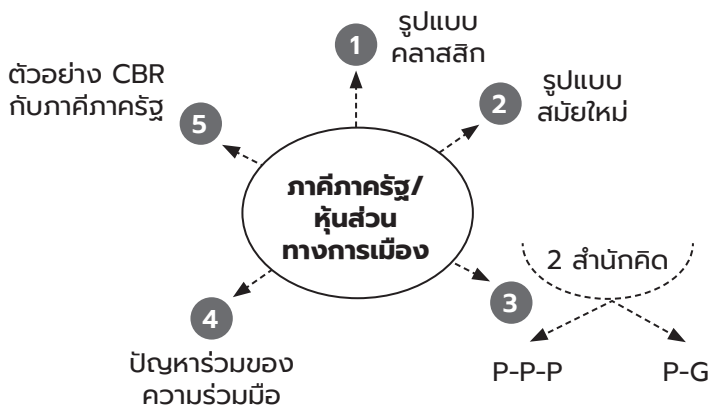 1
รูปแบบ
คลาสสิก
2
รูปแบบ
สมัยใหม่
ตัวอย่าง CBR
กับภาคีภาครัฐ
5
ภาคีภาครัฐ/
หุ้นส่วน
ทางการเมือง
2 สำนักคิด
3
4
ปัญหาร่วมของ
ความร่วมมือ
P-P-P
P-G